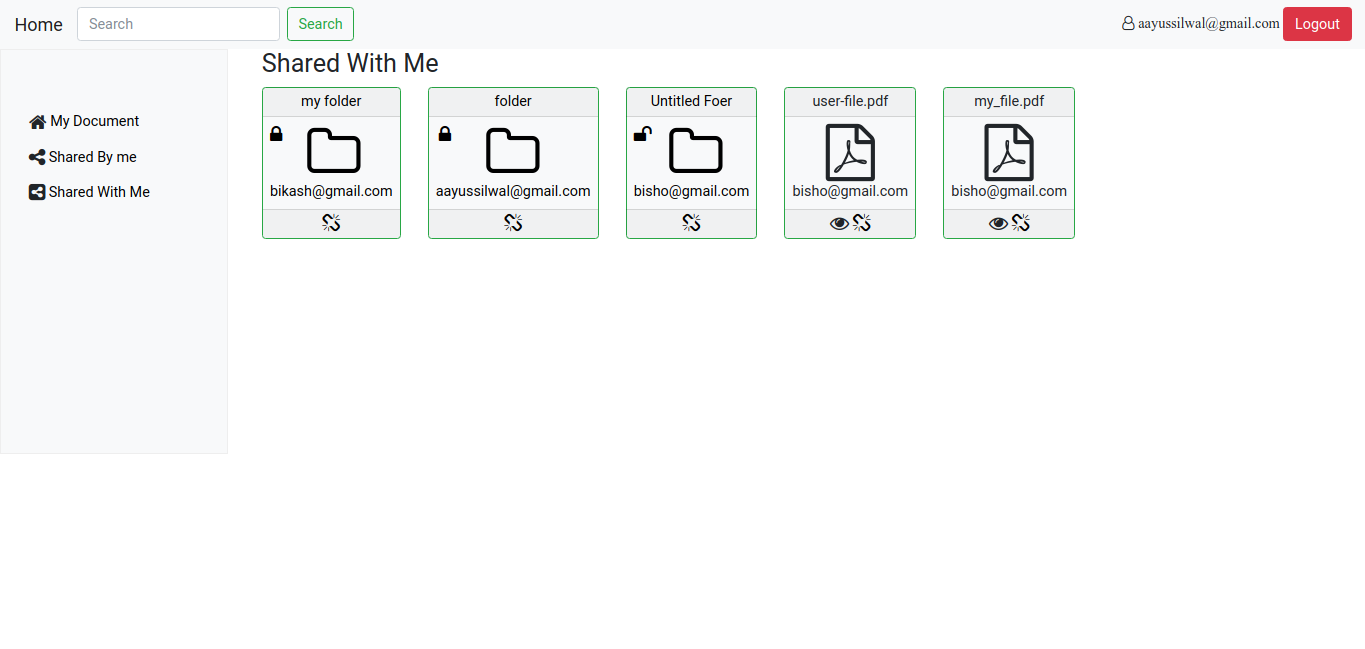 Home Search Search aayussilwal@gmail.com Logout
My Document
Shared By me
Shared With Me
Shared With Me
my folder
bikash@gmail.com
folder
aayussilwal@gmail.com
Untitled Foer
bisho@gmail.com
user-file.pdf
bisho@gmail.com
my_file.pdf
bisho@gmail.com